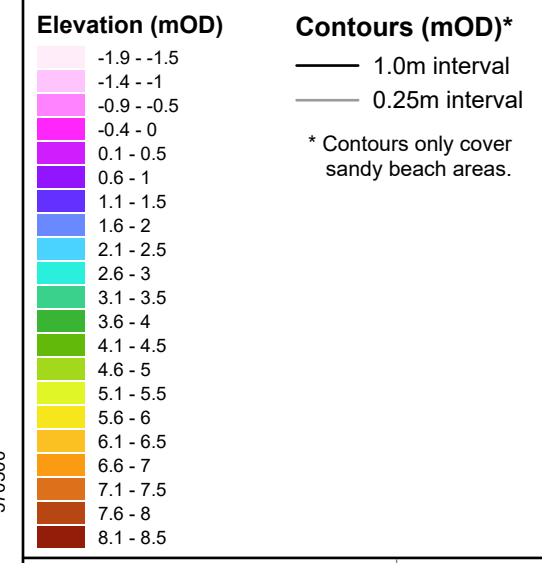 Elevation (mOD)
-1.9 - -1.5
-1.4 - -1
-0.9 - -0.5
-0.4 - 0
0.1 - 0.5
0.6 - 1
1.1 - 1.5
1.6 - 2
2.1 - 2.5
2.6 - 3
3.1 - 3.5
3.6 - 4
4.1 - 4.5
4.6 - 5
5.1 - 5.5
5.6 - 6
6.1 - 6.5
6.6 - 7
7.1 - 7.5
7.6 - 8
8.1 - 8.5
Contours (mOD)*
1.0m interval
0.25m interval
* Contours only cover
sandy beach areas.